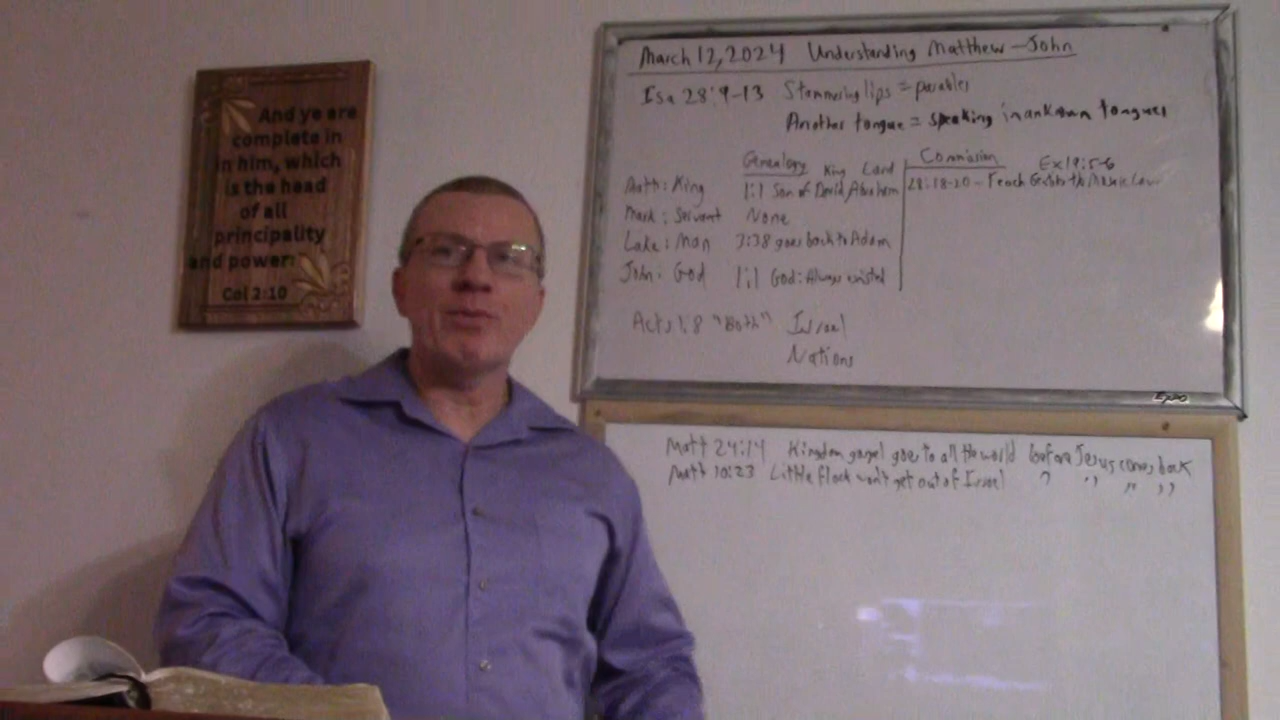 And ye are
complete in
in him, which
is the head
of all
principality
and power:
Col 2:10
March 12, 2024 Understanding Matthew - John
Isa 28:9-13 Stammering lips = parables
Another tongue = speaking in unknown tongues
Genealogy King Land Commission Ex 19:5-6
Matt: King 1:1 Son of David Abraham 28:18-20 - Teach Gentiles the Mosaic Law
Mark: Servant None
Luke: Man 3:38 goes back to Adam
John: God 1:1 God: Always existed
Acts 1:8 "Both" Israel
Nations
Expo
Matt 24:14 Kingdom gospel goes to all the world before Jesus comes back
Matt 10:23 Little flock won't get out of Israel " " " "